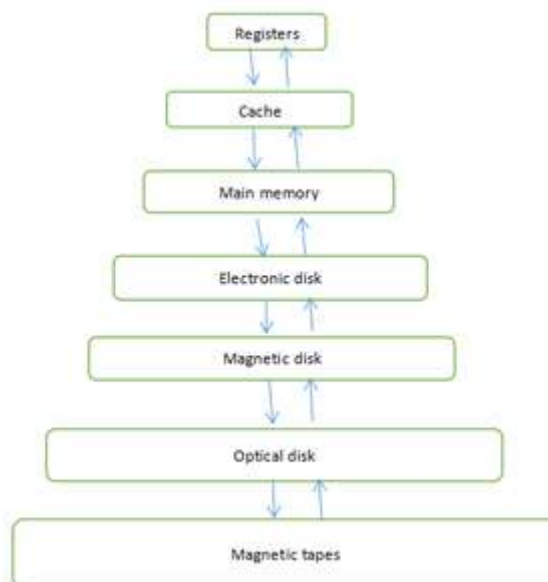 Registers
Cache
Main memory
Electronic disk
Magnetic disk
Optical disk
Magnetic tapes